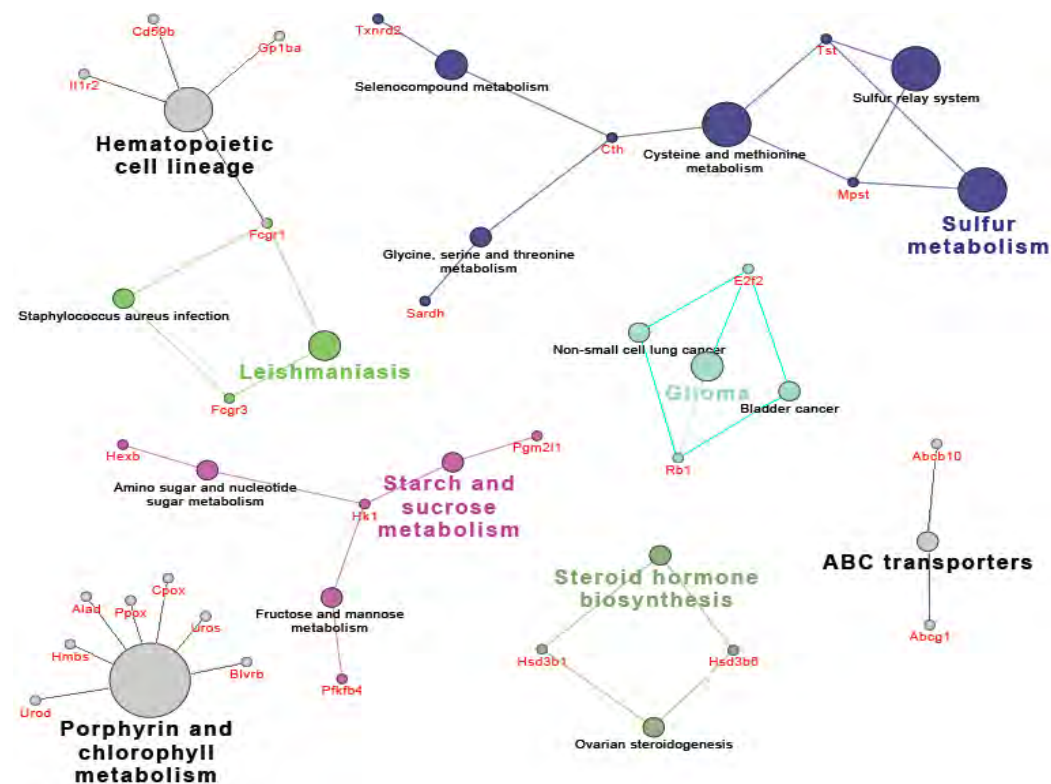 Cd59b
Gp1ba
Il1r2
Hematopoietic
cell lineage
Fcgr1
Staphylococcus aureus infection
Leishmaniasis
Fcgr3
Txnrd2
Selenocompound metabolism
Cth
Glycine, serine and threonine
metabolism
Sardh
Tst
Sulfur relay system
Cysteine and methionine
metabolism
Mpst
Sulfur
metabolism
E2f2
Non-small cell lung cancer
Glioma
Bladder cancer
Rb1
Hexb
Amino sugar and nucleotide
sugar metabolism
Pgm2l1
Starch and
sucrose
metabolism
Hk1
Fructose and mannose
metabolism
Pfkfb4
Abcb10
ABC transporters
Abcg1
Steroid hormone
biosynthesis
Hsd3b1
Hsd3b6
Ovarian steroidogenesis
Cpox
Alad
Ppox
Uros
Hmbs
Blvrb
Urod
Porphyrin and
chlorophyll
metabolism